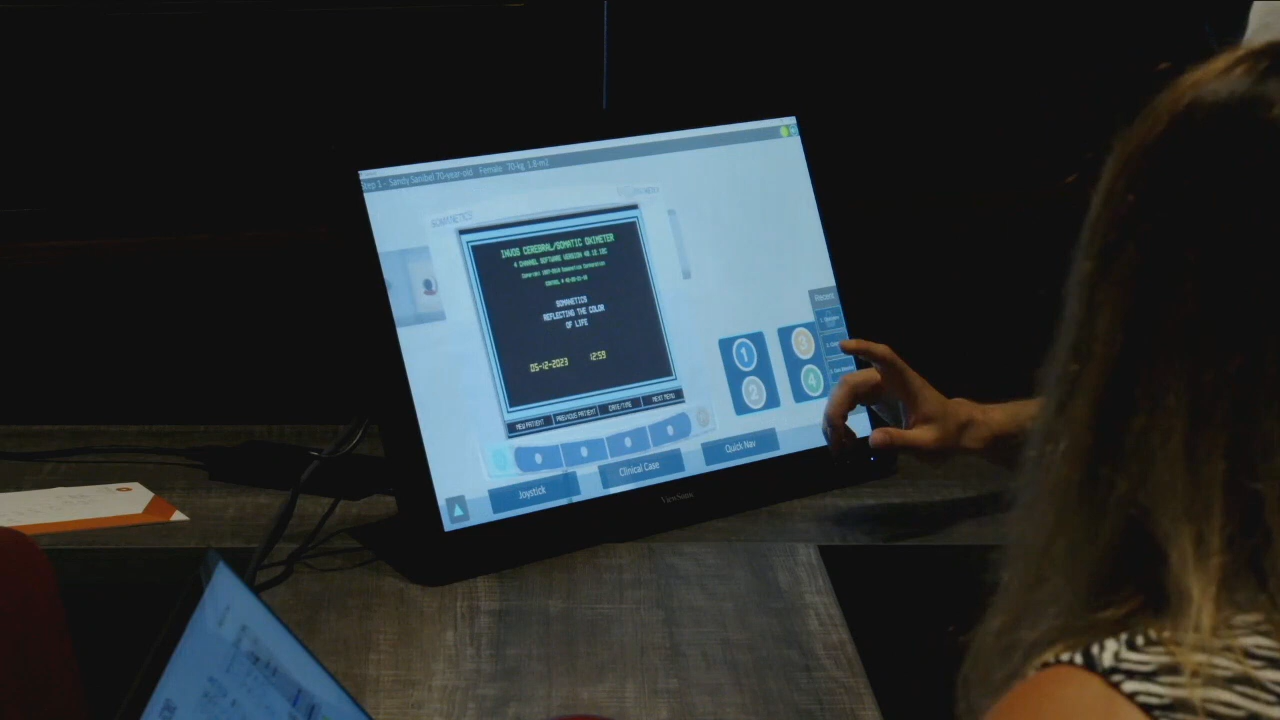 Step 1 - Sandy Sanibel 70-year-old Female 70-kg 1.8-m2
SOMANETICS
INVOS CEREBRAL/SOMATIC OXIMETER
4 CHANNEL SOFTWARE VERSION
SOMANETICS
REFLECTING THE COLOR
OF LIFE
05-12-2023 12:59
NEW PATIENT PREVIOUS PATIENT DATE/TIME NEXT MENU
1
2
3
4
Recent
Joystick Clinical Case Quick Nav
ViewSonic